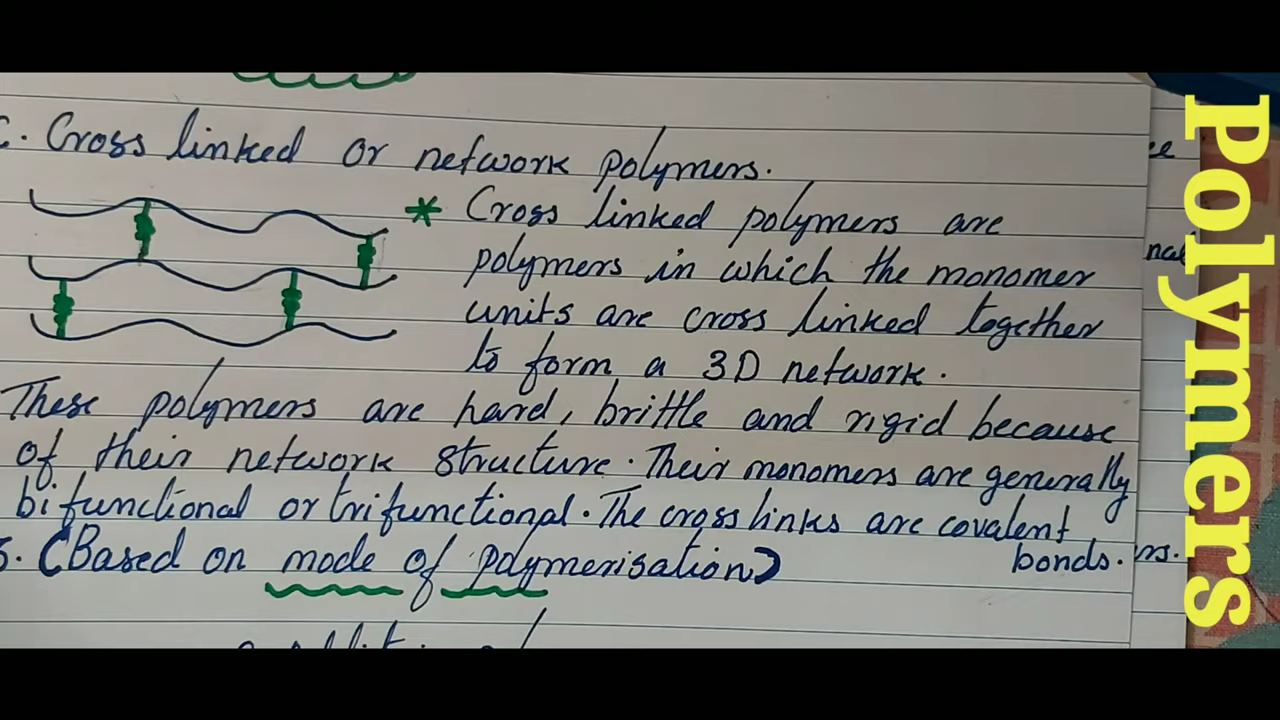 C. Cross linked or network polymers.
* Cross linked polymers are
polymers in which the monomer
units are cross linked together
to form a 3D network.
These polymers are hard, brittle and rigid because
of their network structure. Their monomers are generally
bifunctional or trifunctional. The cross links are covalent
bonds.
3. (Based on mode of polymerisation)
Polymers